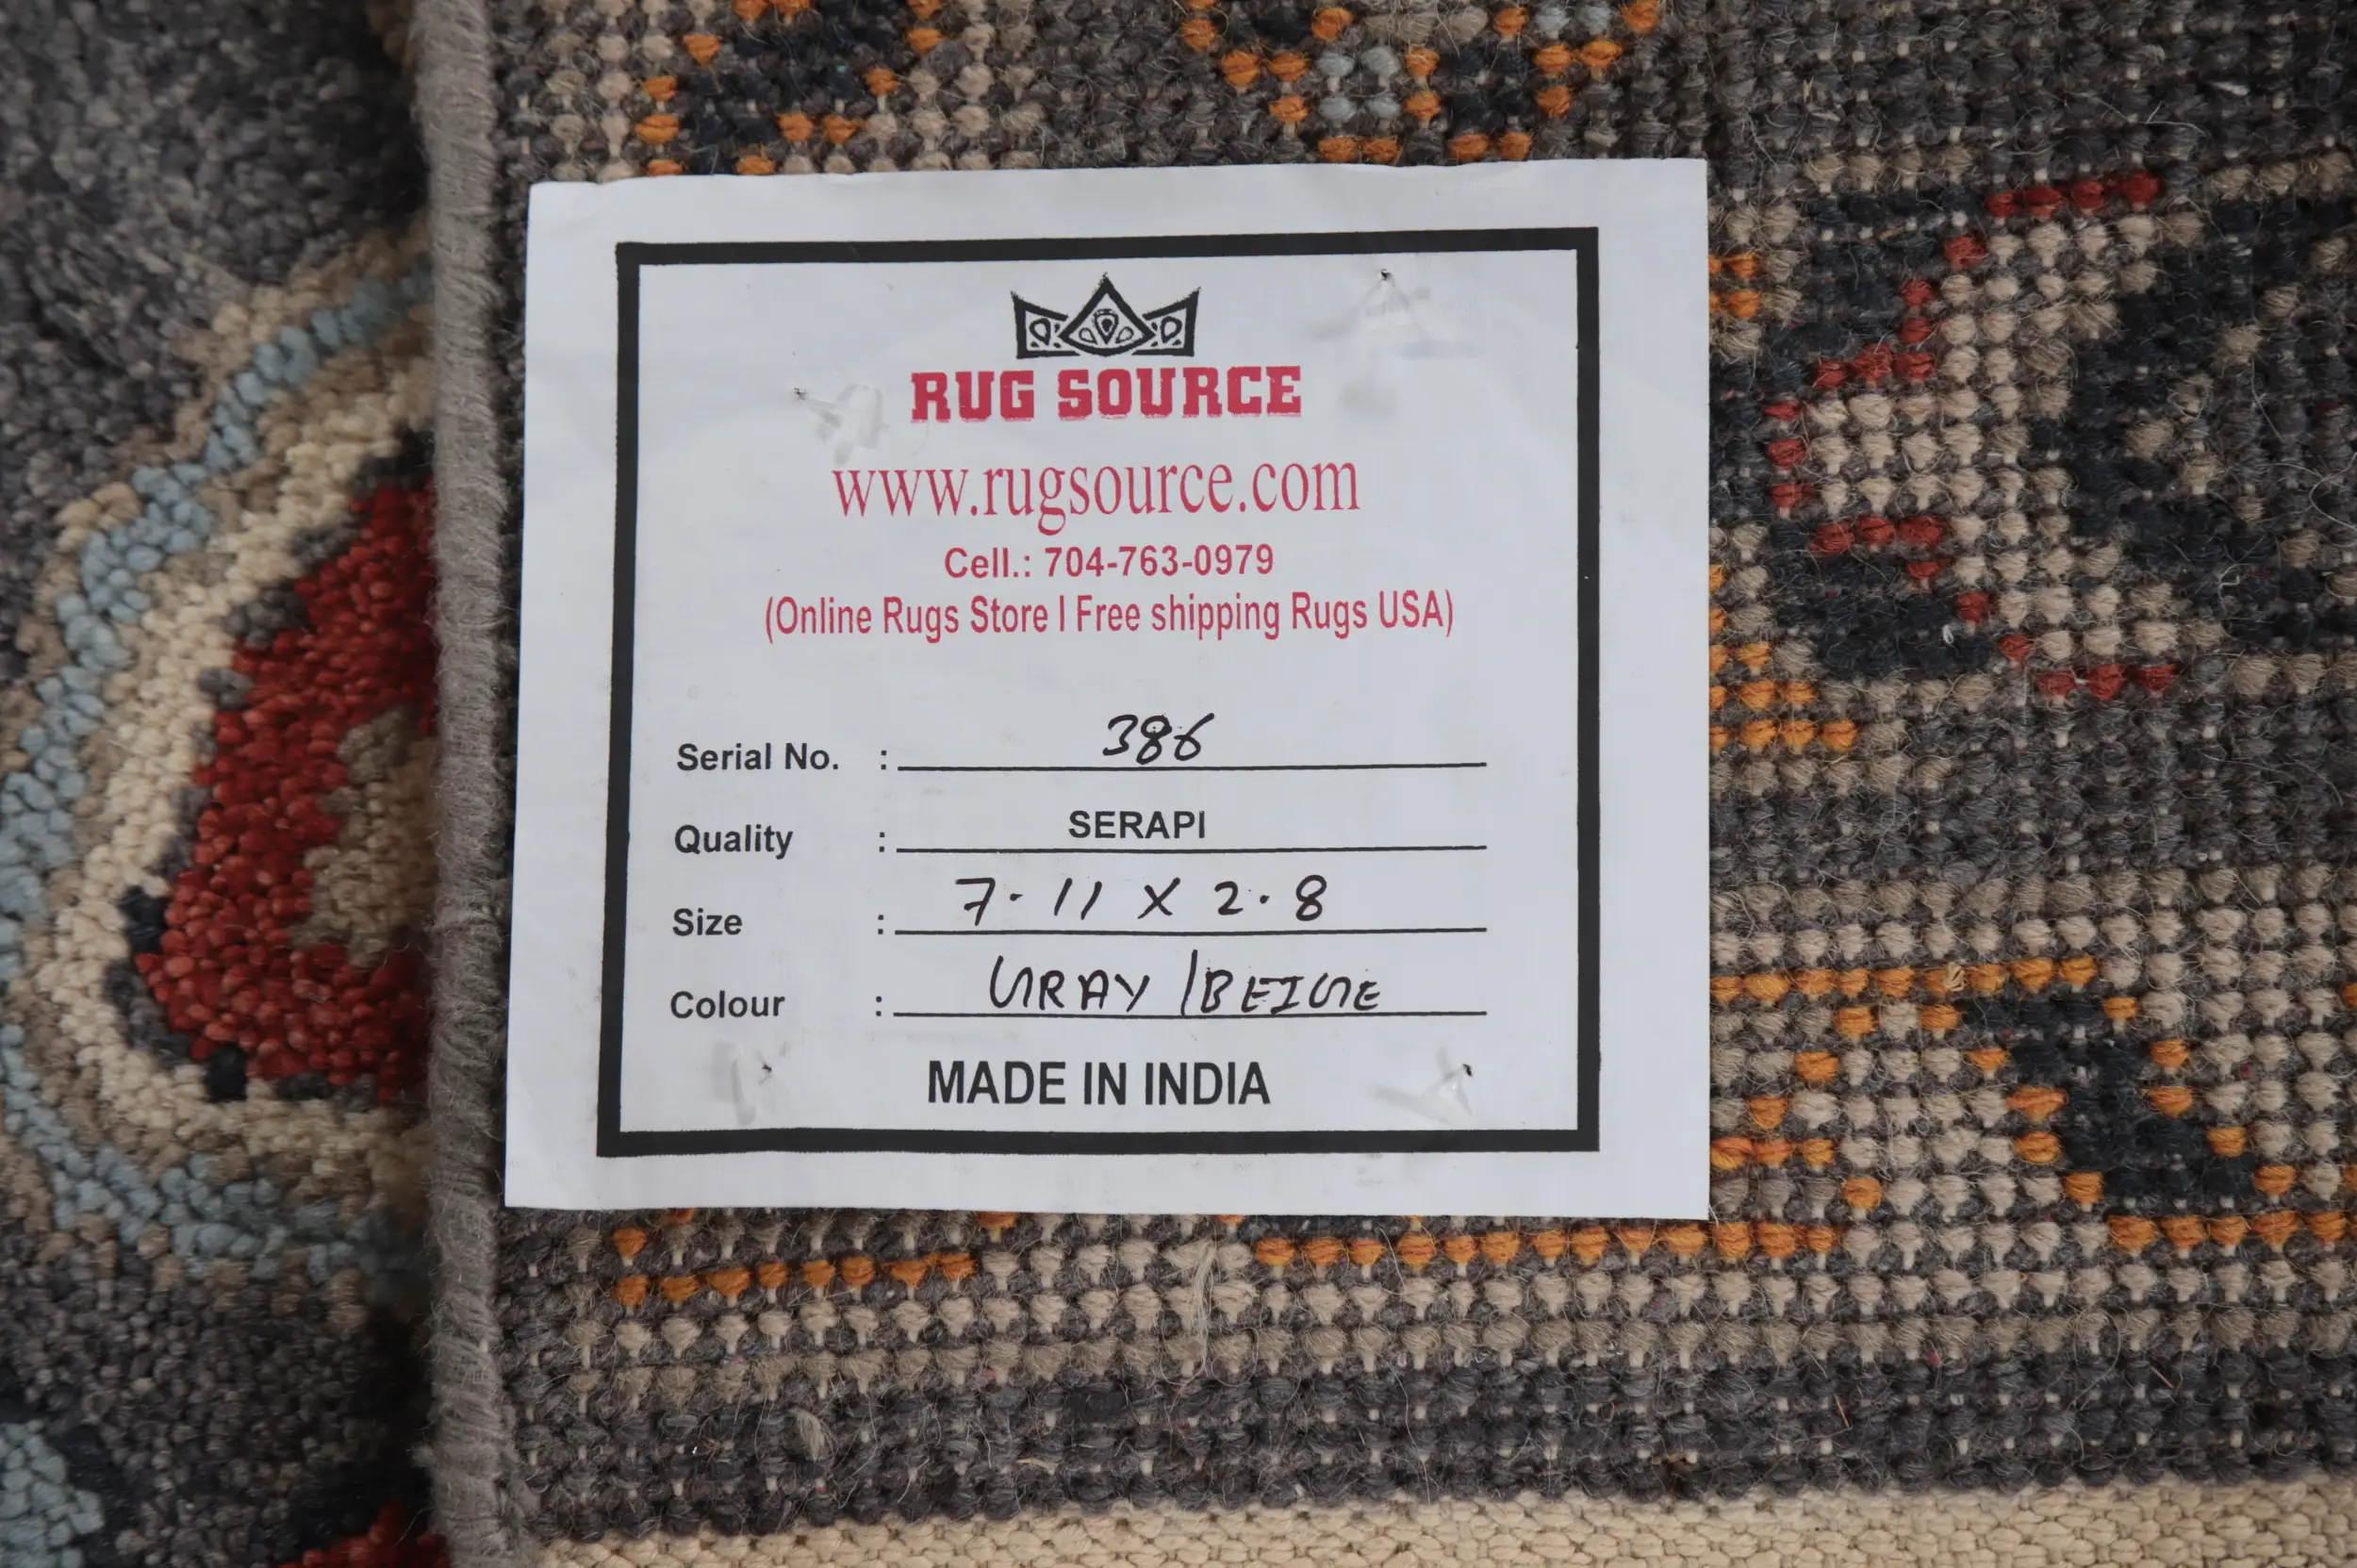 RUG SOURCE
www.rugsource.com
Cell.: 704-763-0979
(Online Rugs Store I Free shipping Rugs USA)
Serial No. : 386
Quality : SERAPI
Size : 7.11 X 2.8
Colour : GRAY / BEIGE
MADE IN INDIA